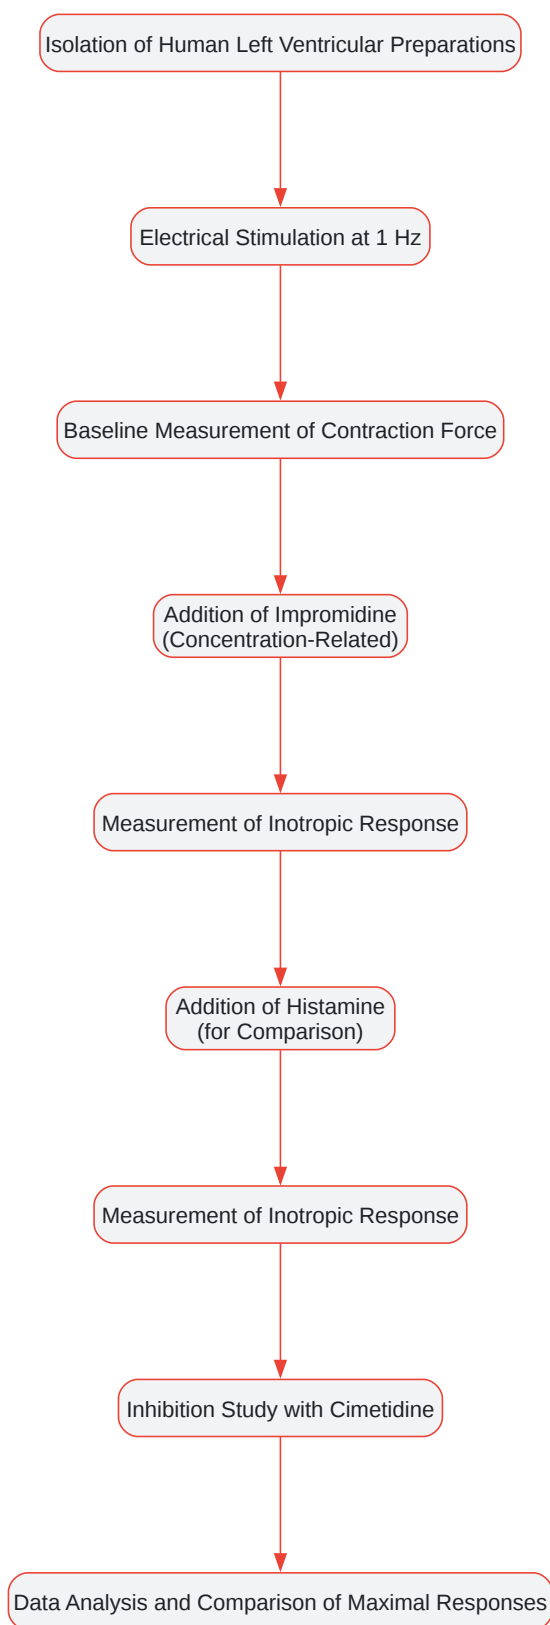 Isolation of Human Left Ventricular Preparations
Electrical Stimulation at 1 Hz
Baseline Measurement of Contraction Force
Addition of Impromidine
(Concentration-Related)
Measurement of Inotropic Response
Addition of Histamine
(for Comparison)
Measurement of Inotropic Response
Inhibition Study with Cimetidine
Data Analysis and Comparison of Maximal Responses